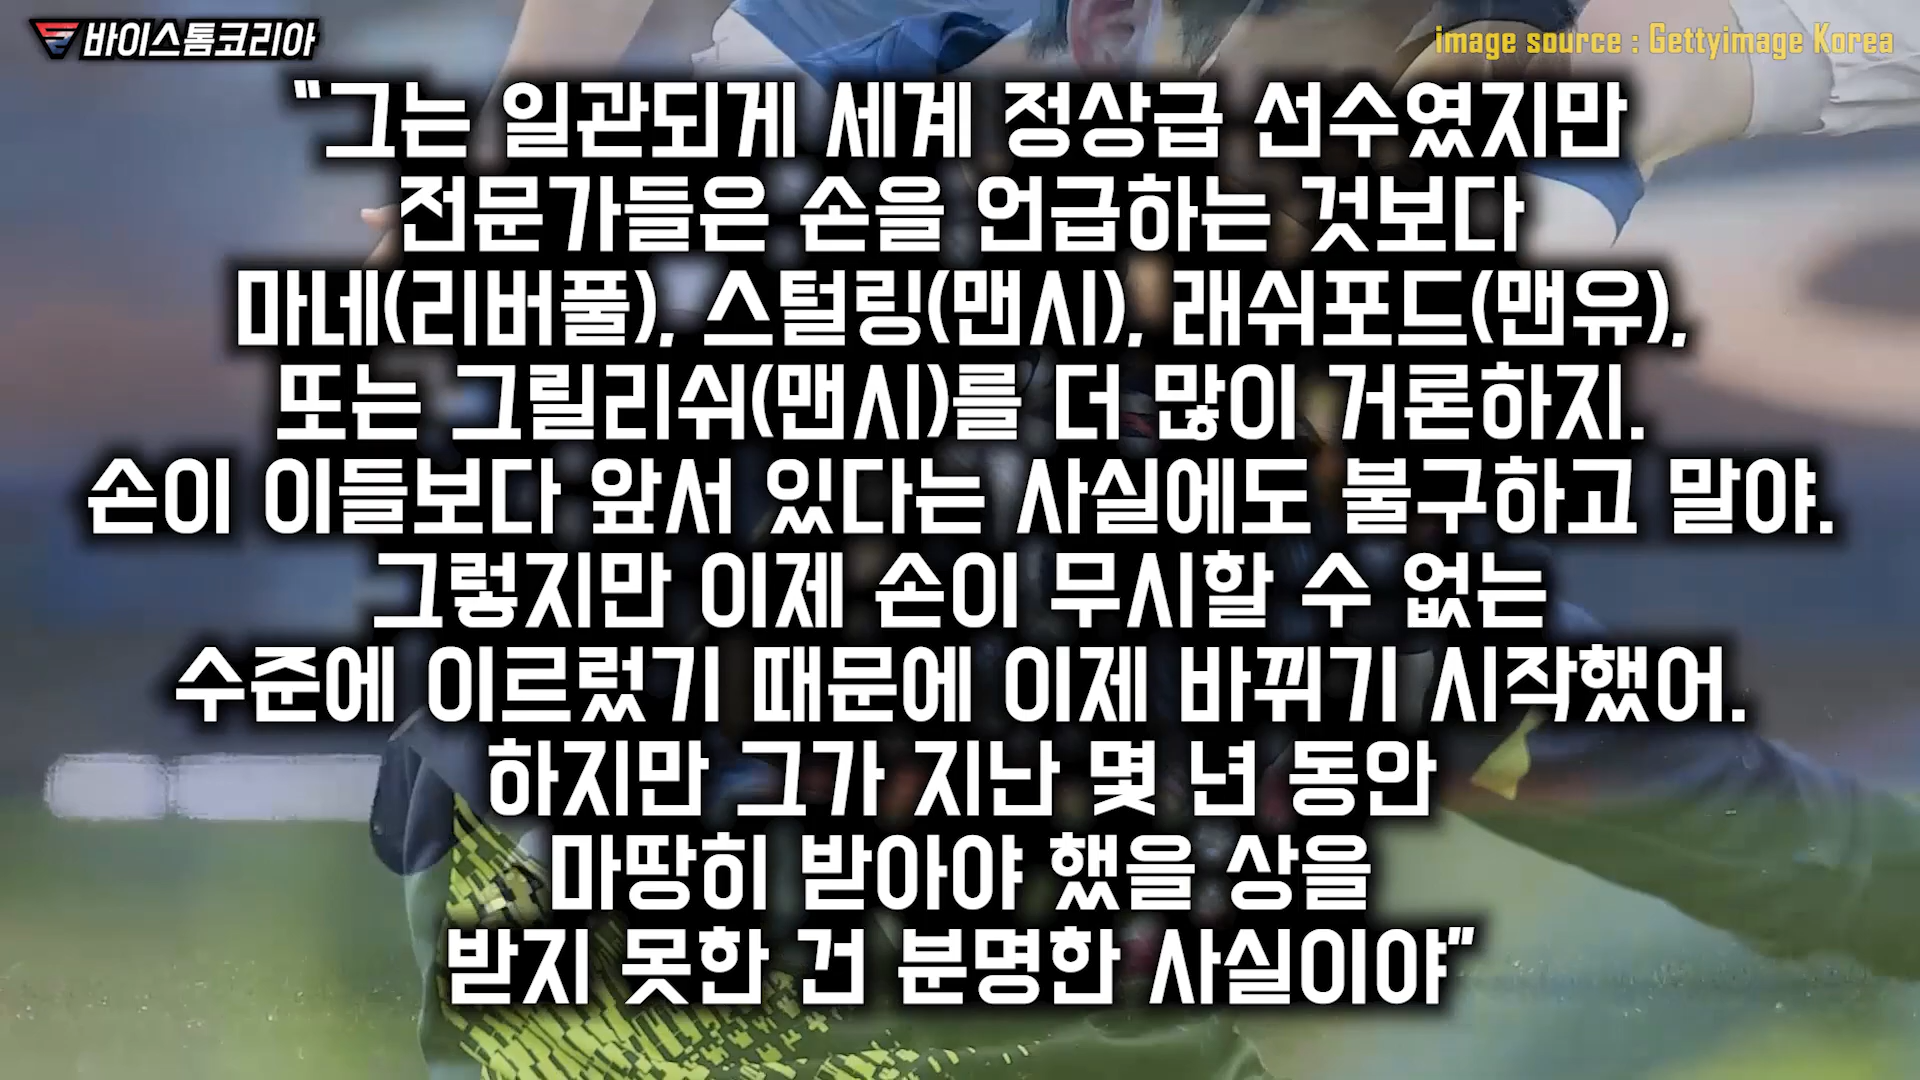 바이스톰코리아
image source : Gettyimage Korea
"그는 일관되게 세계 정상급 선수였지만
전문가들은 손을 언급하는 것보다
마네(리버풀), 스털링(맨시), 래쉬포드(맨유),
또는 그릴리쉬(맨시)를 더 많이 거론하지.
손이 이들보다 앞서 있다는 사실에도 불구하고 말야.
그렇지만 이제 손이 무시할 수 없는
수준에 이르렀기 때문에 이제 바뀌기 시작했어.
하지만 그가 지난 몇 년 동안
마땅히 받아야 했을 상을
받지 못한 건 분명한 사실이야"